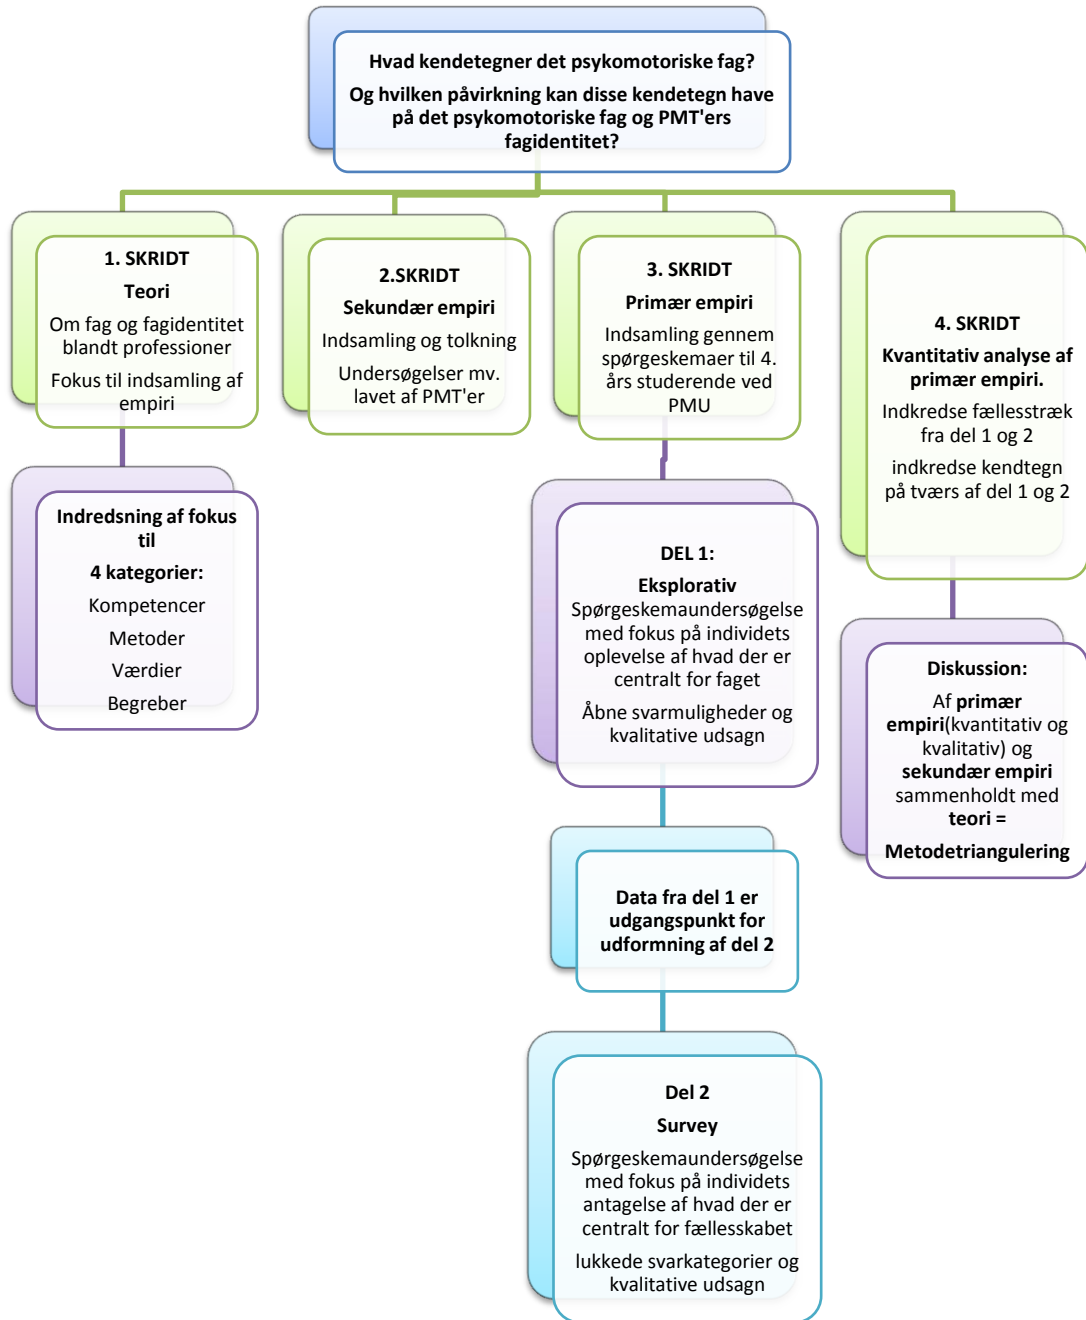 Hvad kendetegner det psykomotoriske fag?
Og hvilken påvirkning kan disse kendetegn have
på det psykomotoriske fag og PMT'ers
fagidentitet?
1. SKRIDT
Teori
Om fag og fagidentitet
blandt professioner
Fokus til indsamling af
empiri
Indredsning af fokus
til
4 kategorier:
Kompetencer
Metoder
Værdier
Begreber
2.SKRIDT
Sekundær empiri
Indsamling og tolkning
Undersøgelser mv.
lavet af PMT'er
3. SKRIDT
Primær empiri
Indsamling gennem
spørgeskemaer til 4.
års studerende ved
PMU
DEL 1:
Eksplorativ
Spørgeskemaundersøgelse
med fokus på individets
oplevelse af hvad der er
centralt for faget
Åbne svarmuligheder og
kvalitative udsagn
Data fra del 1 er
udgangspunkt for
udformning af del 2
Del 2
Survey
Spørgeskemaundersøgelse
med fokus på individets
antagelse af hvad der er
centralt for fællesskabet
lukkede svarkategorier og
kvalitative udsagn
4. SKRIDT
Kvantitativ analyse af
primær empiri.
Indkredse fællestræk
fra del 1 og 2
indkredse kendtegn
på tværs af del 1 og 2
Diskussion:
Af primær
empiri(kvantitativ og
kvalitativ) og
sekundær empiri
sammenholdt med
teori =
Metodetriangulering